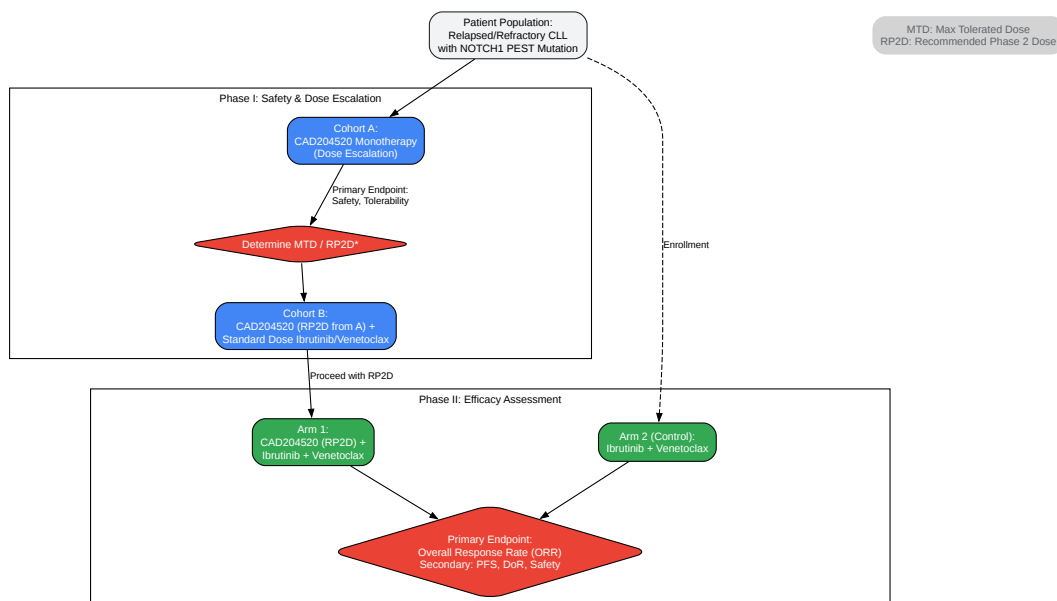 Patient Population:
Relapsed/Refractory CLL
with NOTCH1 PEST Mutation
MTD: Max Tolerated Dose
RP2D: Recommended Phase 2 Dose
Phase I: Safety & Dose Escalation
Cohort A:
CAD204520 Monotherapy
(Dose Escalation)
Primary Endpoint:
Safety, Tolerability
Determine MTD / RP2D*
Enrollment
Cohort B:
CAD204520 (RP2D from A) +
Standard Dose Ibrutinib/Venetoclax
Proceed with RP2D
Phase II: Efficacy Assessment
Arm 1:
CAD204520 (RP2D) +
Ibrutinib + Venetoclax
Arm 2 (Control):
Ibrutinib + Venetoclax
Primary Endpoint:
Overall Response Rate (ORR)
Secondary: PFS, DoR, Safety